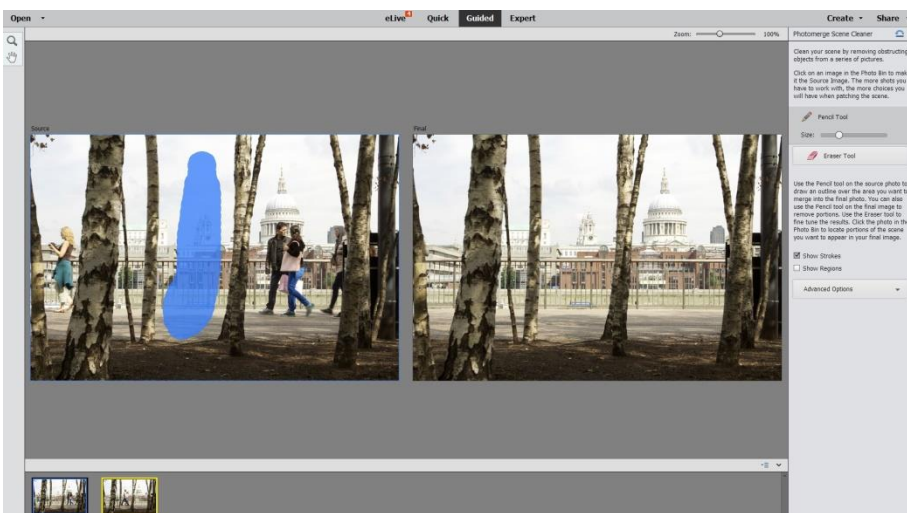 Open
eLive 4 Quick Guided Expert
Create Share
Zoom: 100%
Photomerge Scene Cleaner
Clean your scene by removing obstructing
objects from a series of pictures.
Click on an image in the Photo Bin to mak
it the Source Image. The more shots you
have to work with, the more choices you
will have when patching the scene.
Pencil Tool
Size:
Eraser Tool
Use the Pencil tool on the source photo to
draw an outline over the area you want to
merge into the final photo. You can also
use the Pencil tool on the final image to
remove portions. Use the Eraser tool to
fine tune the results. Click the photo in the
Photo Bin to locate portions of the scene
you want to appear in your final image.
Show Strokes
Show Regions
Advanced Options
Source
Final